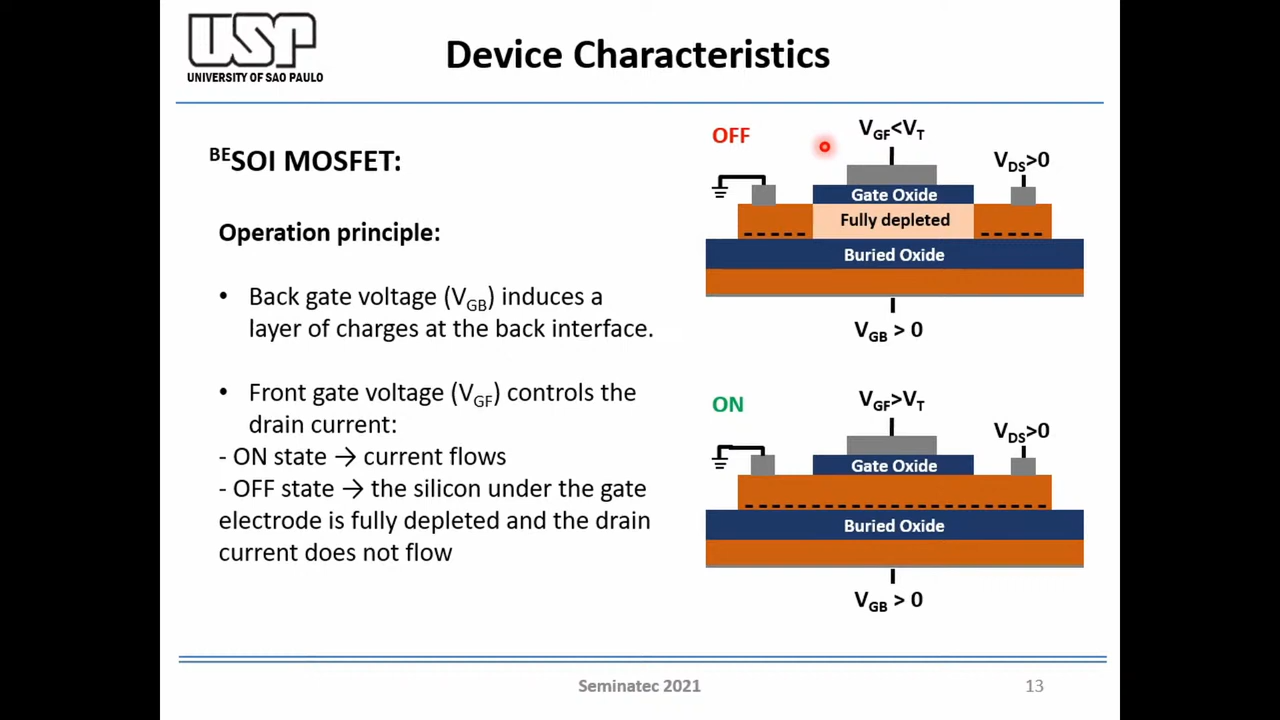 USP
UNIVERSITY OF SAO PAULO
Device Characteristics
BESOI MOSFET:
Operation principle:
• Back gate voltage (VGB) induces a
layer of charges at the back interface.
• Front gate voltage (VGF) controls the
drain current:
- ON state → current flows
- OFF state → the silicon under the gate
electrode is fully depleted and the drain
current does not flow
OFF
VGF<VT
VDS>0
Gate Oxide
Fully depleted
Buried Oxide
VGB > 0
ON
VGF>VT
VDS>0
Gate Oxide
Buried Oxide
VGB > 0
Seminatec 2021
13